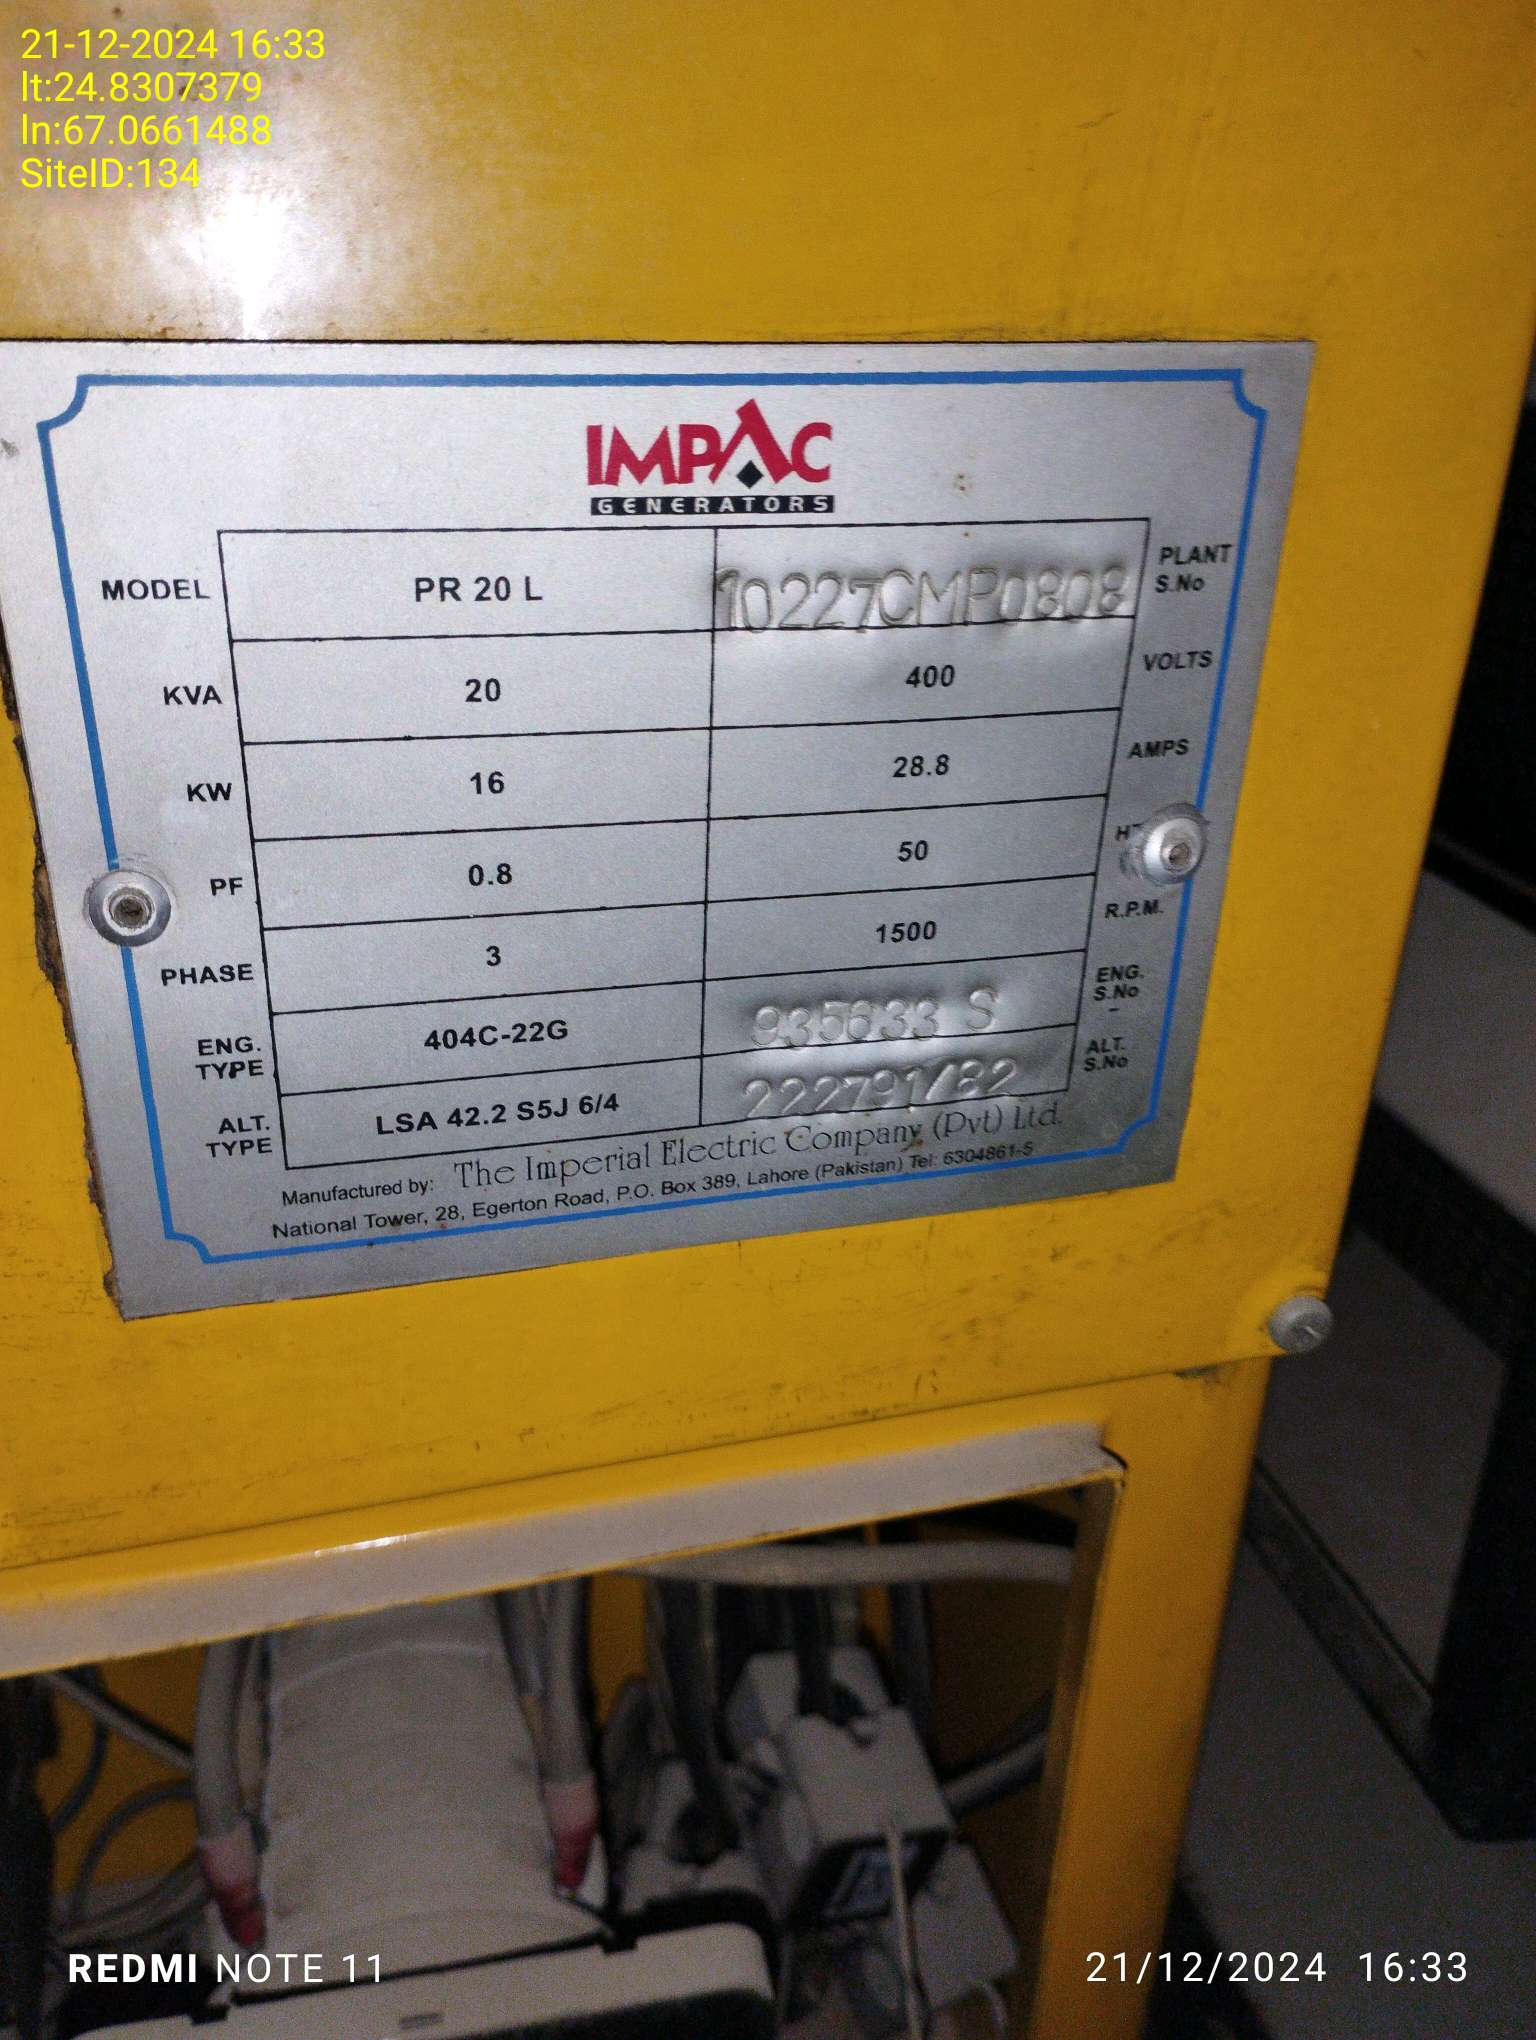 21-12-2024 16:33
lt:24.8307379
ln:67.0661488
SiteID:134
IMPAC
GENERATORS
MODEL PR 20 L 10227CMP0808 PLANT S.No
KVA 20 400 VOLTS
KW 16 28.8 AMPS
PF 0.8 50
PHASE 3 1500 R.P.M.
ENG. TYPE 404C-22G 935633 S ENG. S.No
ALT. TYPE LSA 42.2 S5J 6/4 222791/82 ALT. S.No
Manufactured by: The Imperial Electric Company (Pvt) Ltd.
National Tower, 28, Egerton Road, P.O. Box 389, Lahore (Pakistan) Tel: 6304861-5
REDMI NOTE 11
21/12/2024 16:33